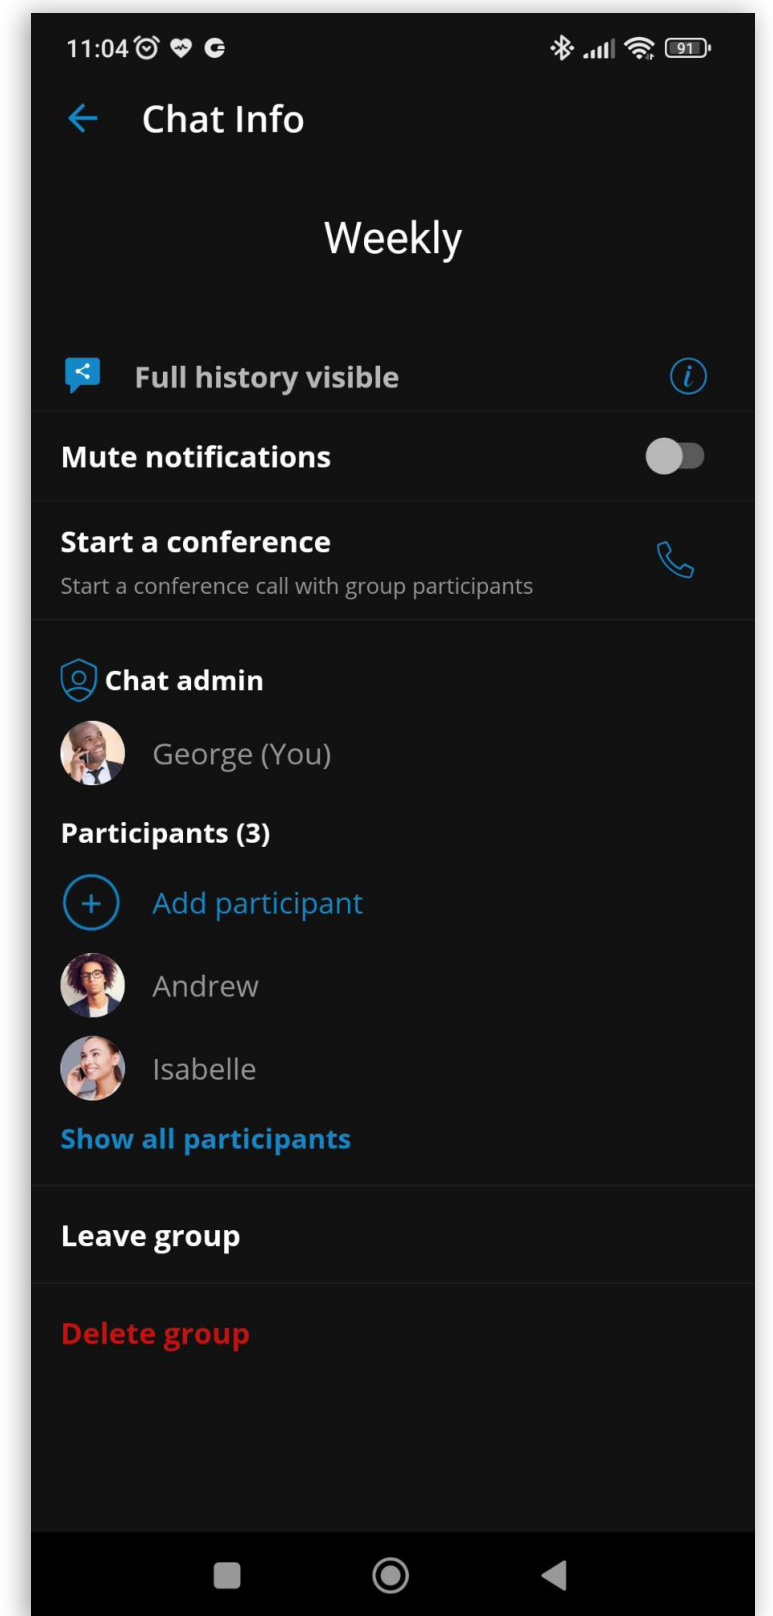 11:04
91
Chat Info
Weekly
Full history visible
Mute notifications
Start a conference
Start a conference call with group participants
Chat admin
George (You)
Participants (3)
Add participant
Andrew
Isabelle
Show all participants
Leave group
Delete group